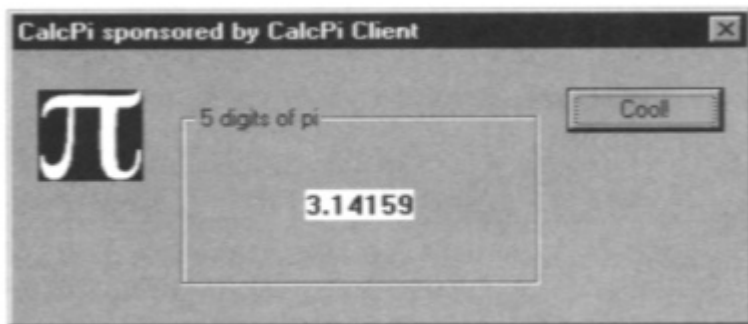 CalcPi sponsored by CalcPi Client
π
5 digits of pi
Cool!
3.14159